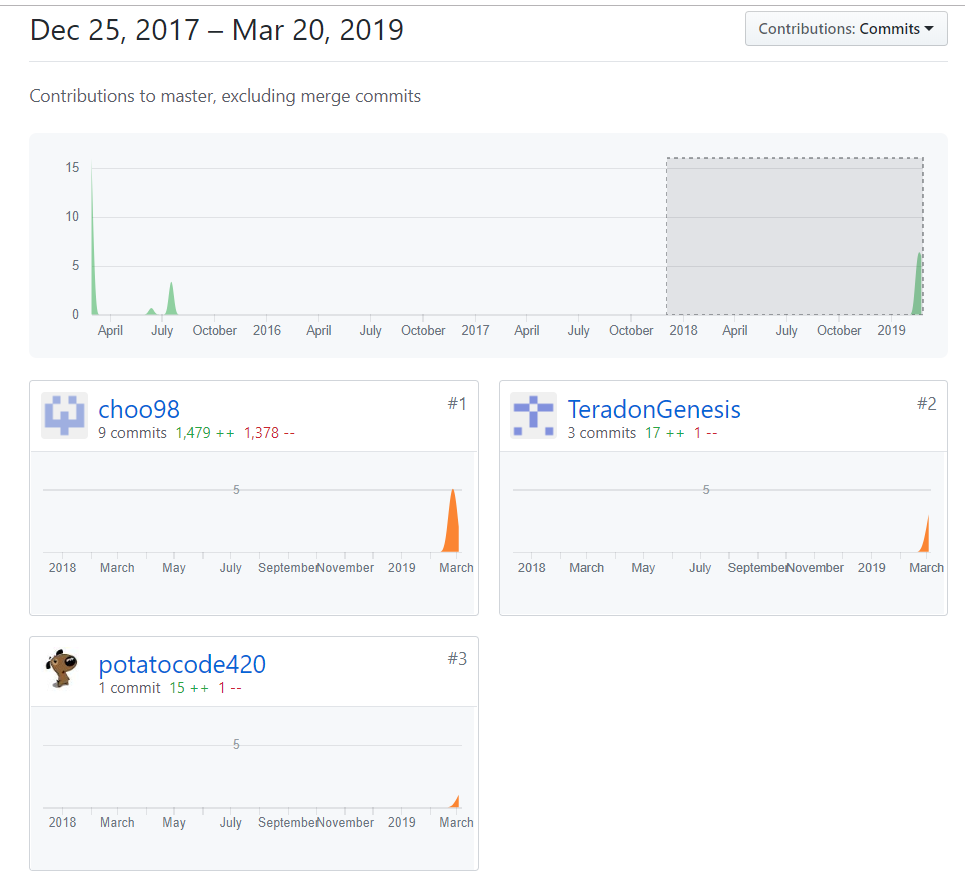 Dec 25, 2017 – Mar 20, 2019
Contributions: Commits
Contributions to master, excluding merge commits
15
10
5
0
April July October 2016 April July October 2017 April July October 2018 April July October 2019
choo98 #1
9 commits 1,479 ++ 1,378 --
5
2018 March May July September November 2019 March
TeradonGenesis #2
3 commits 17 ++ 1 --
5
2018 March May July September November 2019 March
potatocode420 #3
1 commit 15 ++ 1 --
5
2018 March May July September November 2019 March